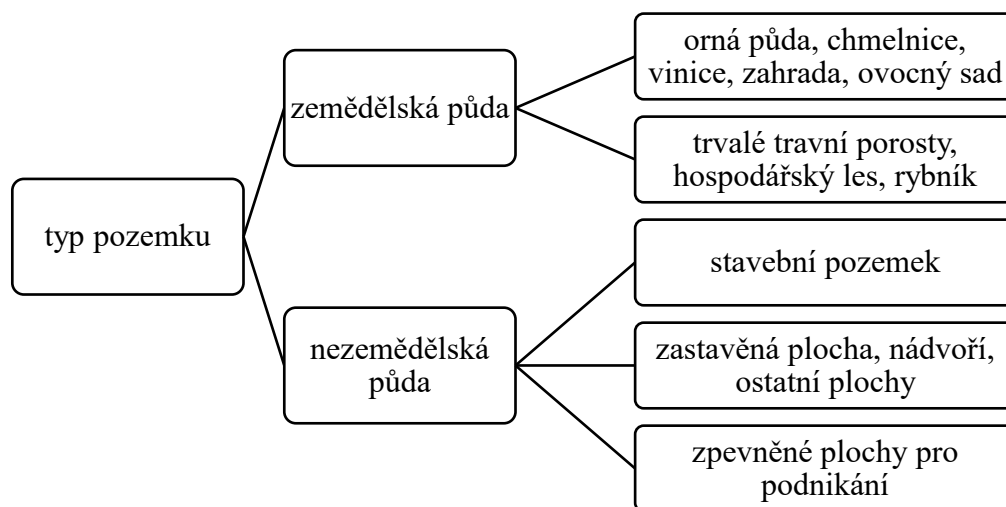 typ pozemku
zemědělská půda
orná půda, chmelnice,
vinice, zahrada, ovocný sad
trvalé travní porosty,
hospodářský les, rybník
nezemědělská
půda
stavební pozemek
zastavěná plocha, nádvoří,
ostatní plochy
zpevněné plochy pro
podnikání